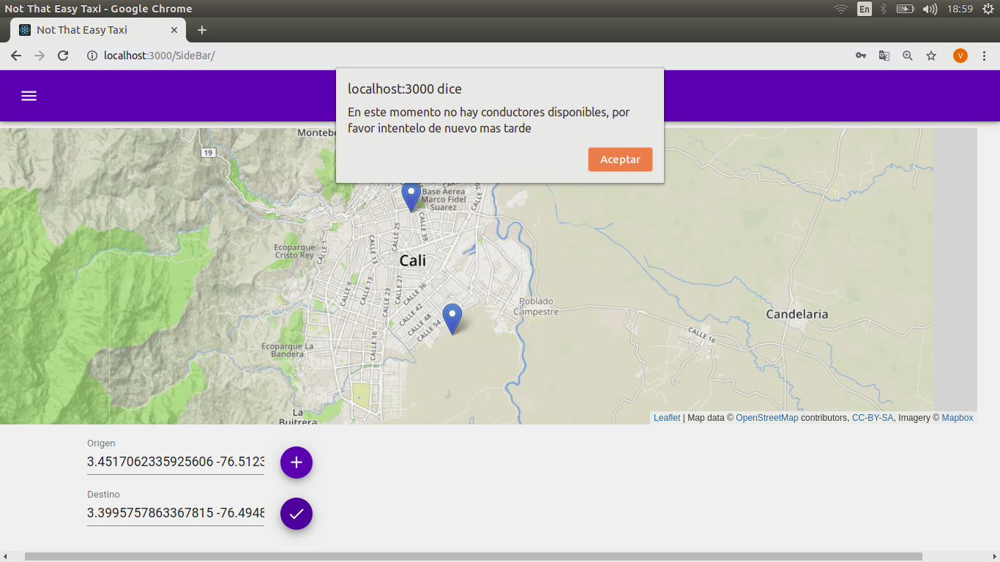 Not That Easy Taxi - Google Chrome
En
18:59
Not That Easy Taxi
localhost:3000/SideBar/
V
localhost:3000 dice
En este momento no hay conductores disponibles, por
favor intentelo de nuevo mas tarde
Aceptar
Montebe
19
Base Aerea
Marco Fidel
Suarez
CALLE 70
CALLE 25
CALLE 39
CALLE 1
CALLE 13
Ecoparque
Cristo Rey
Cali
CALLE 9
CALLE 13
CALLE 27
CALLE 23
CALLE 36
CALLE 42
CALLE 48
CALLE 54
Poblado
Campestre
Candelaria
CALLE 16
CALLE 16
Ecoparque La
Bandera
La
Buitrera
Leaflet | Map data © OpenStreetMap contributors, CC-BY-SA, Imagery © Mapbox
Origen
3.4517062335925606 -76.5123
Destino
3.3995757863367815 -76.4948